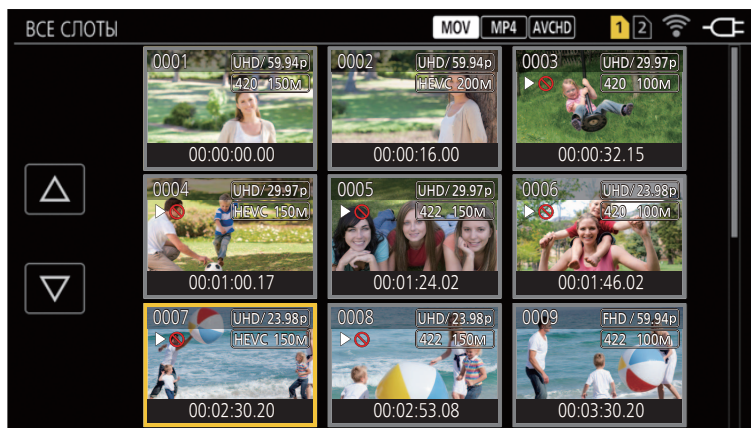 ВСЕ СЛОТЫ MOV MP4 AVCHD 1 2
0001 UHD/59.94p
420 150M
00:00:00.00
0002 UHD/59.94p
HEVC 200M
00:00:16.00
0003 UHD/29.97p
420 100M
00:00:32.15
0004 UHD/29.97p
HEVC 150M
00:01:00.17
0005 UHD/29.97p
422 150M
00:01:24.02
0006 UHD/23.98p
420 100M
00:01:46.02
0007 UHD/23.98p
HEVC 150M
00:02:30.20
0008 UHD/23.98p
422 150M
00:02:53.08
0009 FHD/59.94p
422 100M
00:03:30.20